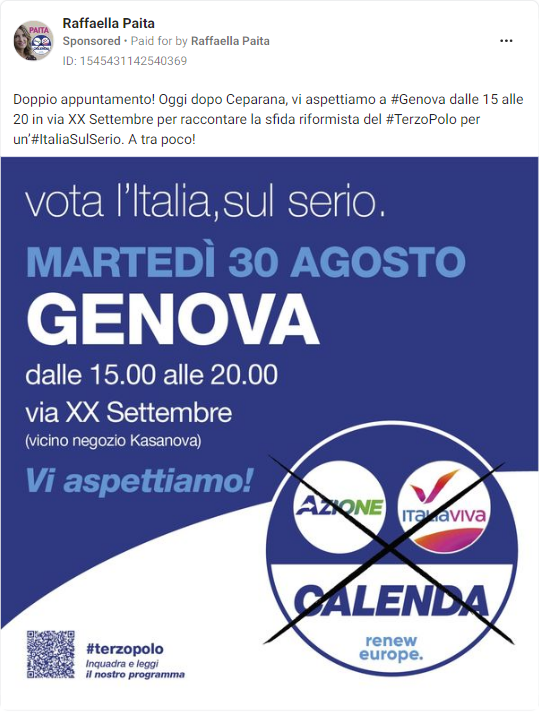 Raffaella Paita
Sponsored • Paid for by Raffaella Paita
ID: 1545431142540369
PAITA
CALENDA
Doppio appuntamento! Oggi dopo Ceparana, vi aspettiamo a #Genova dalle 15 alle
20 in via XX Settembre per raccontare la sfida riformista del #TerzoPolo per
un'#ItaliaSulSerio. A tra poco!
vota l'Italia,sul serio.
MARTEDÌ 30 AGOSTO
GENOVA
dalle 15.00 alle 20.00
via XX Settembre
(vicino negozio Kasanova)
Vi aspettiamo!
AZIONE
ITALIAVIVA
CALENDA
renew
europe.
#terzopolo
Inquadra e leggi
il nostro programma